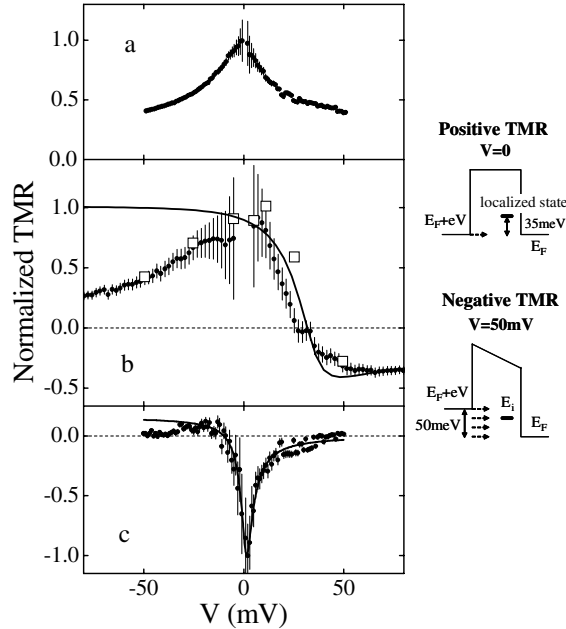 a
1.0
0.5
1.0
1.0
0.5
0.0
-0.5
b
0.0
-0.5
-1.0
c
Normalized TMR
-50
0
50
V (mV)
Positive TMR
V=0
localized state
E_F+eV
35meV
E_F
Negative TMR
V=50mV
E_F+eV
E_i
E_F
50meV